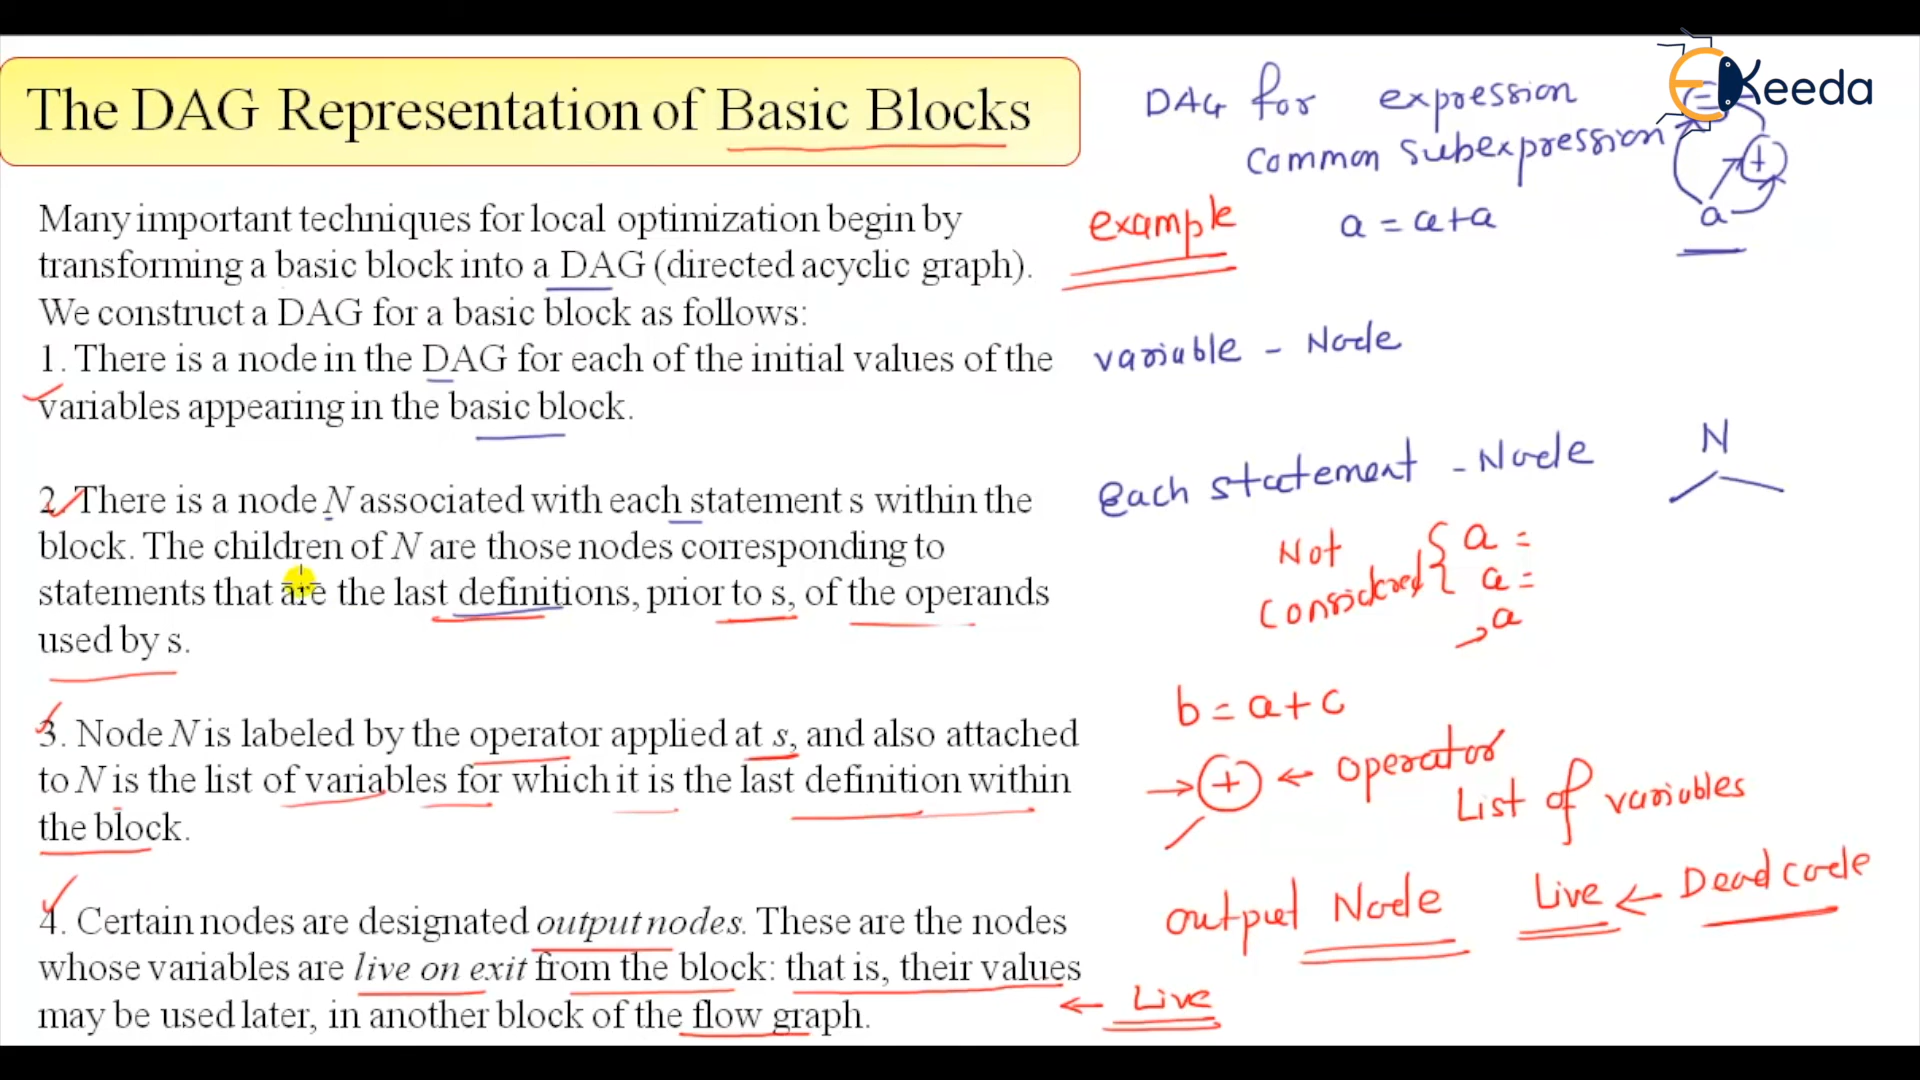 The DAG Representation of Basic Blocks
DAG for expression
Keeda
Common Subexpression
Many important techniques for local optimization begin by
transforming a basic block into a DAG (directed acyclic graph).
We construct a DAG for a basic block as follows:
1. There is a node in the DAG for each of the initial values of the
variables appearing in the basic block.
example
a = a+a
+
a
variable - Node
2. There is a node N associated with each statement s within the
block. The children of N are those nodes corresponding to
statements that are the last definitions, prior to s, of the operands
used by s.
Each statement - Node
N
Not
Considered
{ a =
{ a =
a
3. Node N is labeled by the operator applied at s, and also attached
to N is the list of variables for which it is the last definition within
the block.
b = a+c
→ + ← operator
List of variables
4. Certain nodes are designated output nodes. These are the nodes
whose variables are live on exit from the block: that is, their values
may be used later, in another block of the flow graph.
output Node
Live ← Dead code
← Live